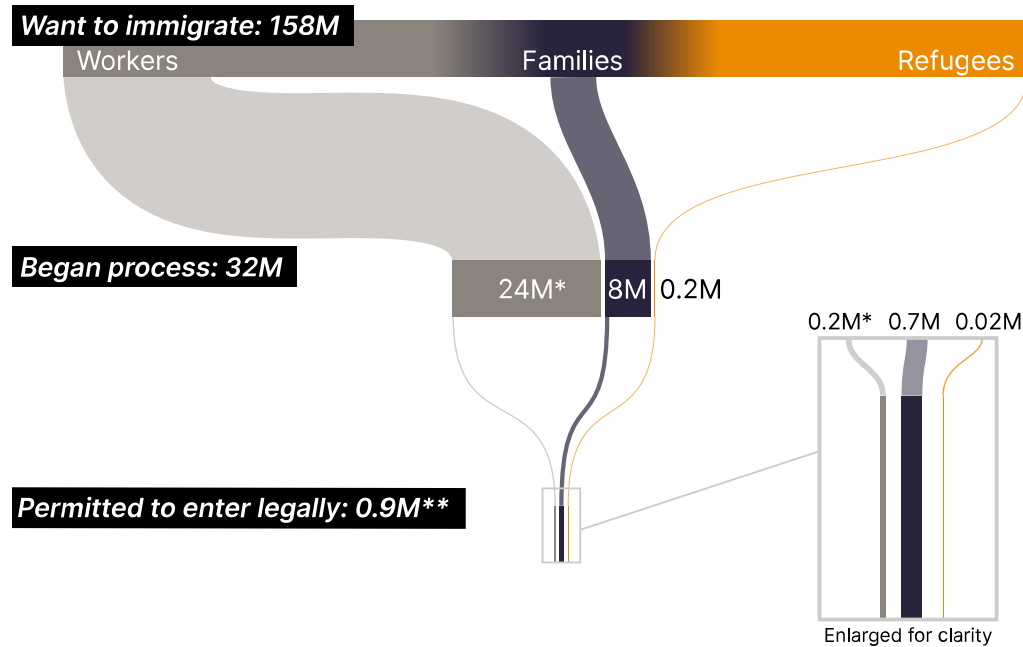 Want to immigrate: 158M
Workers
Families
Refugees
Began process: 32M
24M*
8M
0.2M
0.2M*
0.7M
0.02M
Permitted to enter legally: 0.9M**
Enlarged for clarity